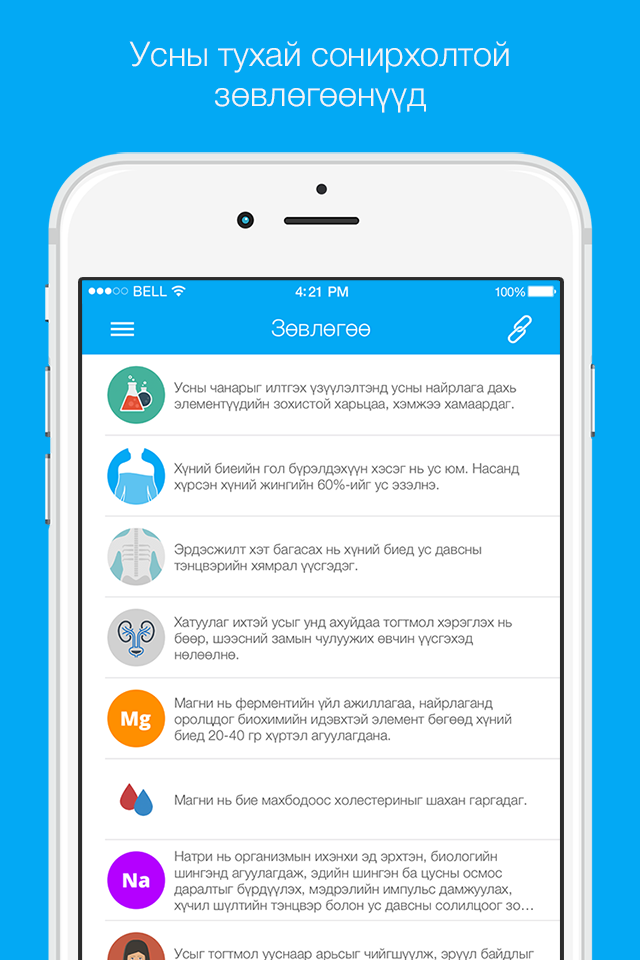 Усны тухай сонирхолтой
зөвлөгөөнүүд
BELL 4:21 PM 100%
Зөвлөгөө
Усны чанарыг илтгэх үзүүлэлтэнд усны найрлага дахь
элементүүдийн зохистой харьцаа, хэмжээ хамаардаг.
Хүний биеийн гол бүрэлдэхүүн хэсэг нь ус юм. Насанд
хүрсэн хүний жингийн 60%-ийг ус эзэлнэ.
Эрдэсжилт хэт багасах нь хүний биед ус давсны
тэнцвэрийн хямрал үүсгэдэг.
Хатуулаг ихтэй усыг унд ахуйдаа тогтмол хэрэглэх нь
бөөр, шээсний замын чулуужих өвчин үүсгэхэд
нөлөөлнө.
Mg
Магни нь ферментийн үйл ажиллагаа, найрлаганд
оролцдог биохимийн идэвхтэй элемент бөгөөд хүний
биед 20-40 гр хүртэл агуулагдана.
Магни нь бие махбодоос холестериныг шахан гаргадаг.
Na
Натри нь организмын ихэнхи эд эрхтэн, биологийн
шингэнд агуулагдаж, эдийн шингэн ба цусны осмос
даралтыг бүрдүүлэх, мэдрэлийн импульс дамжуулах,
хүчил шүлтийн тэнцвэр болон ус давсны солилцоог зо...
Усыг тогтмол ууснаар арьсыг чийгшүүлж, эрүүл байдлыг